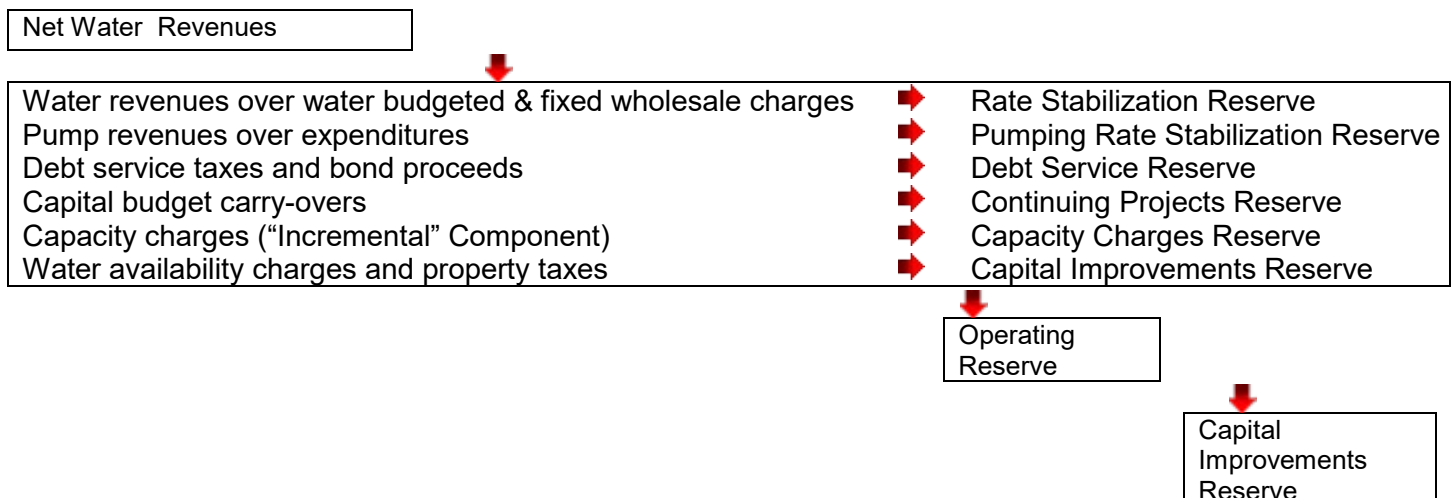 Net Water Revenues
Water revenues over water budgeted & fixed wholesale charges Rate Stabilization Reserve
Pump revenues over expenditures Pumping Rate Stabilization Reserve
Debt service taxes and bond proceeds Debt Service Reserve
Capital budget carry-overs Continuing Projects Reserve
Capacity charges (“Incremental” Component) Capacity Charges Reserve
Water availability charges and property taxes Capital Improvements Reserve
Operating
Reserve
Capital
Improvements
Reserve